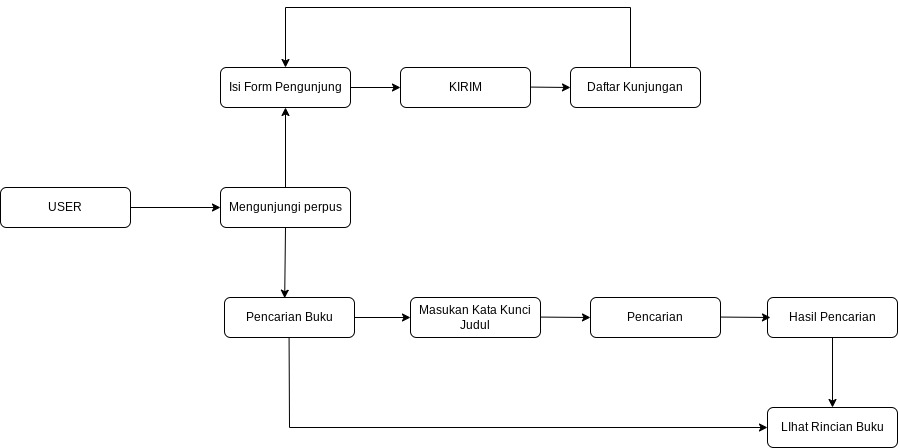 Isi Form Pengunjung
KIRIM
Daftar Kunjungan
USER
Mengunjungi perpus
Pencarian Buku
Masukan Kata Kunci
Judul
Pencarian
Hasil Pencarian
LIhat Rincian Buku